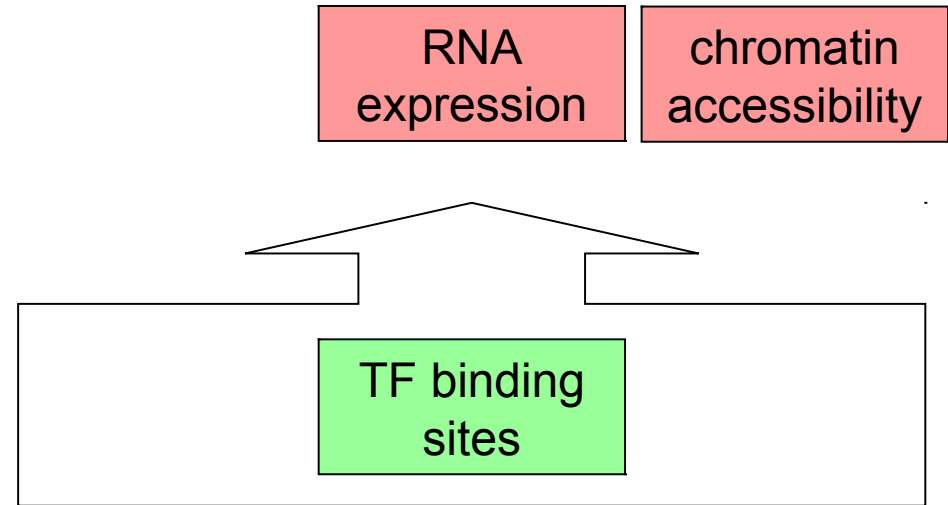 RNA
expression
chromatin
accessibility
TF binding
sites